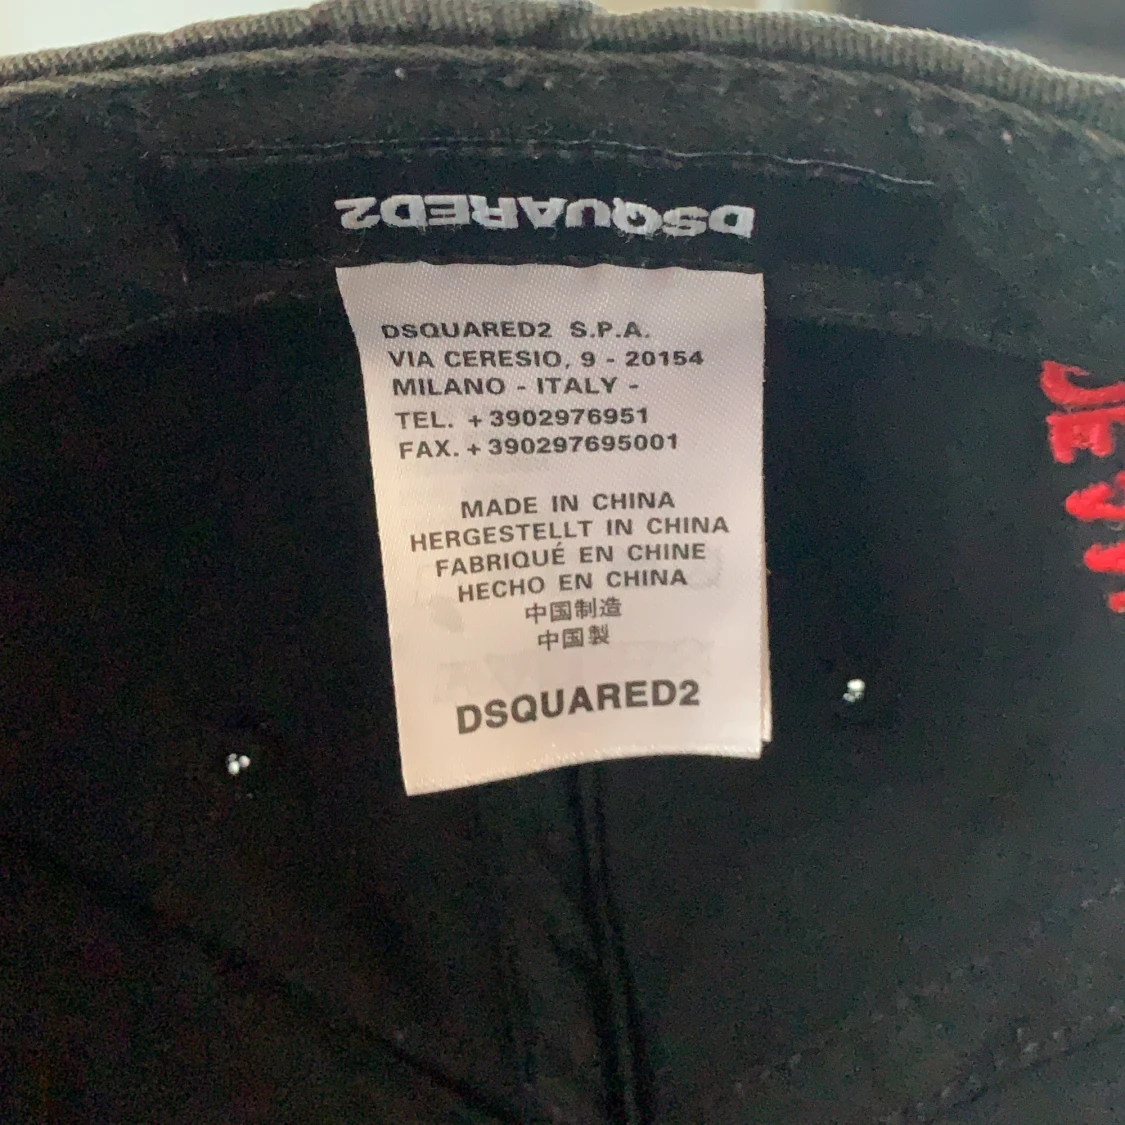 DSQUARED2
DSQUARED2 S.P.A.
VIA CERESIO, 9 - 20154
MILANO - ITALY -
TEL. +3902976951
FAX. +390297695001
MADE IN CHINA
HERGESTELLT IN CHINA
FABRIQUÉ EN CHINE
HECHO EN CHINA
中国制造
中国製
DSQUARED2